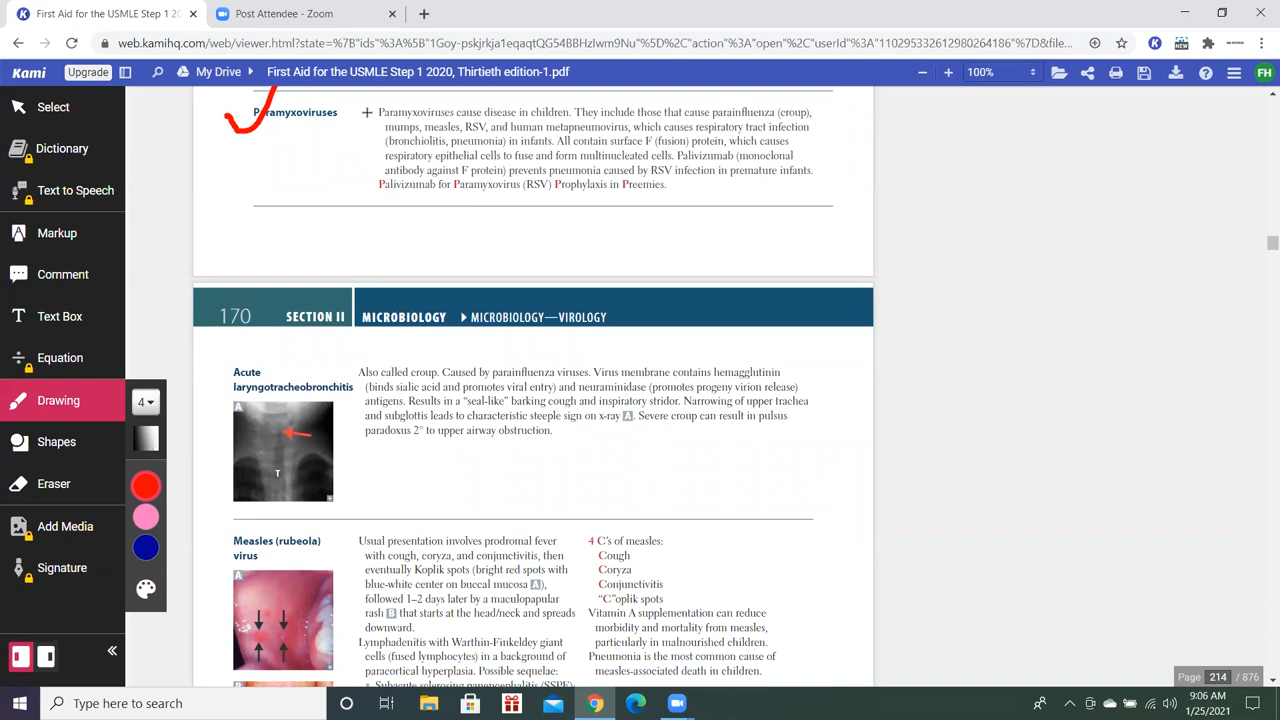 First Aid for the USMLE Step 1 20
Post Attendee - Zoom
web.kamihq.com/web/viewer.html?state=%7B"ids"%3A%5B"1Goy-pskjrkja1eqaqtQG54BBHzIwm9Nu"%5D%2C"action"%3A"open"%2C"userId"%3A"110295332612980264186"%7D&file...
Kami
Upgrade
My Drive
First Aid for the USMLE Step 1 2020, Thirtieth edition-1.pdf
100%
FH
Select
Dictionary
Text to Speech
Markup
Comment
Text Box
Equation
Drawing
Shapes
Eraser
Add Media
Signature
4
Paramyxoviruses
Paramyxoviruses cause disease in children. They include those that cause parainfluenza (croup),
mumps, measles, RSV, and human metapneumovirus, which causes respiratory tract infection
(bronchiolitis, pneumonia) in infants. All contain surface F (fusion) protein, which causes
respiratory epithelial cells to fuse and form multinucleated cells. Palivizumab (monoclonal
antibody against F protein) prevents pneumonia caused by RSV infection in premature infants.
Palivizumab for Paramyxovirus (RSV) Prophylaxis in Preemies.
170 SECTION II MICROBIOLOGY ▶ MICROBIOLOGY—VIROLOGY
Acute
laryngotracheobronchitis
A
T
Also called croup. Caused by parainfluenza viruses. Virus membrane contains hemagglutinin
(binds sialic acid and promotes viral entry) and neuraminidase (promotes progeny virion release)
antigens. Results in a “seal-like” barking cough and inspiratory stridor. Narrowing of upper trachea
and subglottis leads to characteristic steeple sign on x-ray A. Severe croup can result in pulsus
paradoxus 2° to upper airway obstruction.
Measles (rubeola)
virus
A
Usual presentation involves prodromal fever
with cough, coryza, and conjunctivitis, then
eventually Koplik spots (bright red spots with
blue-white center on buccal mucosa A),
followed 1–2 days later by a maculopapular
rash B that starts at the head/neck and spreads
downward.
Lymphadenitis with Warthin-Finkeldey giant
cells (fused lymphocytes) in a background of
paracortical hyperplasia. Possible sequelae:
Subacute sclerosing panencephalitis (SSPE):
4 C’s of measles:
Cough
Coryza
Conjunctivitis
“C”oplik spots
Vitamin A supplementation can reduce
morbidity and mortality from measles,
particularly in malnourished children.
Pneumonia is the most common cause of
measles-associated death in children.
Page 214 / 876
Type here to search
9:06 AM
1/25/2021